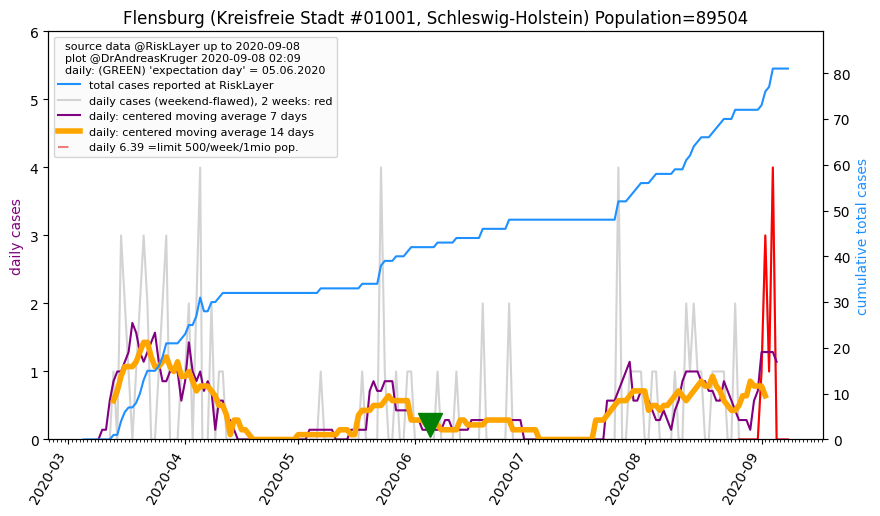 Flensburg (Kreisfreie Stadt #01001, Schleswig-Holstein) Population=89504
source data @RiskLayer up to 2020-09-08
plot @DrAndreasKruger 2020-09-08 02:09
daily: (GREEN) 'expectation day' = 05.06.2020
total cases reported at RiskLayer
daily cases (weekend-flawed), 2 weeks: red
daily: centered moving average 7 days
daily: centered moving average 14 days
daily 6.39 =limit 500/week/1mio pop.
daily cases
6
5
4
3
2
1
0
cumulative total cases
80
70
60
50
40
30
20
10
0
2020-03
2020-04
2020-05
2020-06
2020-07
2020-08
2020-09